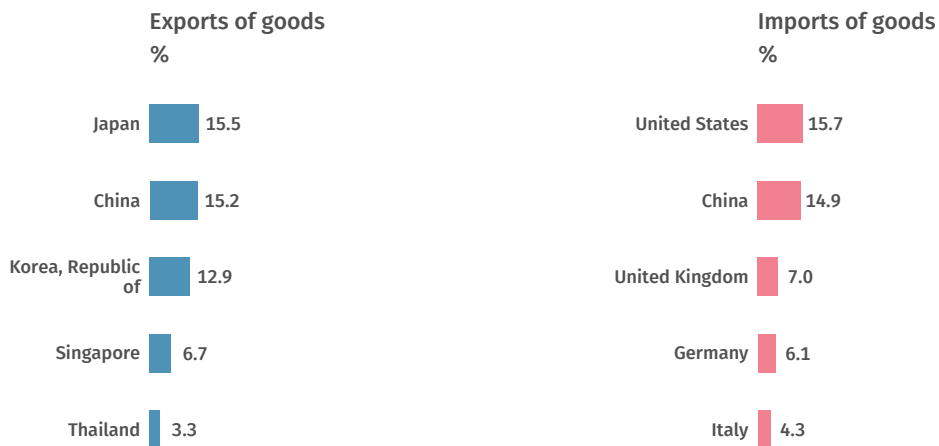 Exports of goods
%
Japan 15.5
China 15.2
Korea, Republic
of 12.9
Singapore 6.7
Thailand 3.3
Imports of goods
%
United States 15.7
China 14.9
United Kingdom 7.0
Germany 6.1
Italy 4.3